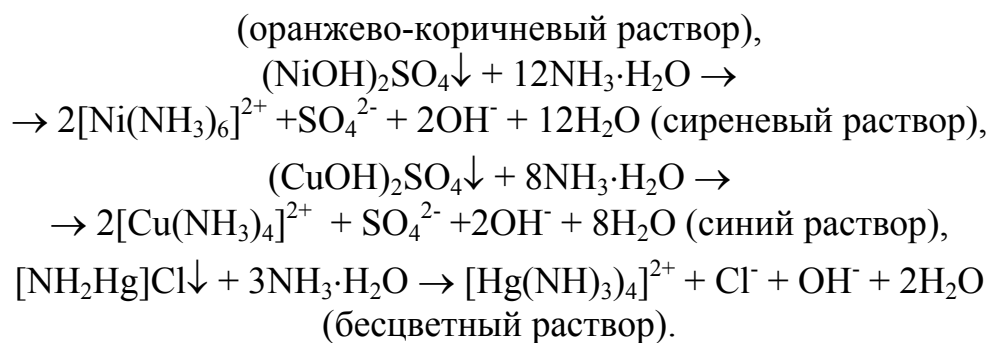 (оранжево-коричневый раствор),
(NiOH)₂SO₄↓ + 12NH₃·H₂O →
→ 2[Ni(NH₃)₆]²⁺ +SO₄²⁻ + 2OH⁻ + 12H₂O (сиреневый раствор),
(CuOH)₂SO₄↓ + 8NH₃·H₂O →
→ 2[Cu(NH₃)₄]²⁺ + SO₄²⁻ +2OH⁻ + 8H₂O (синий раствор),
[NH₂Hg]Cl↓ + 3NH₃·H₂O → [Hg(NH)₃)₄]²⁺ + Cl⁻ + OH⁻ + 2H₂O
(бесцветный раствор).